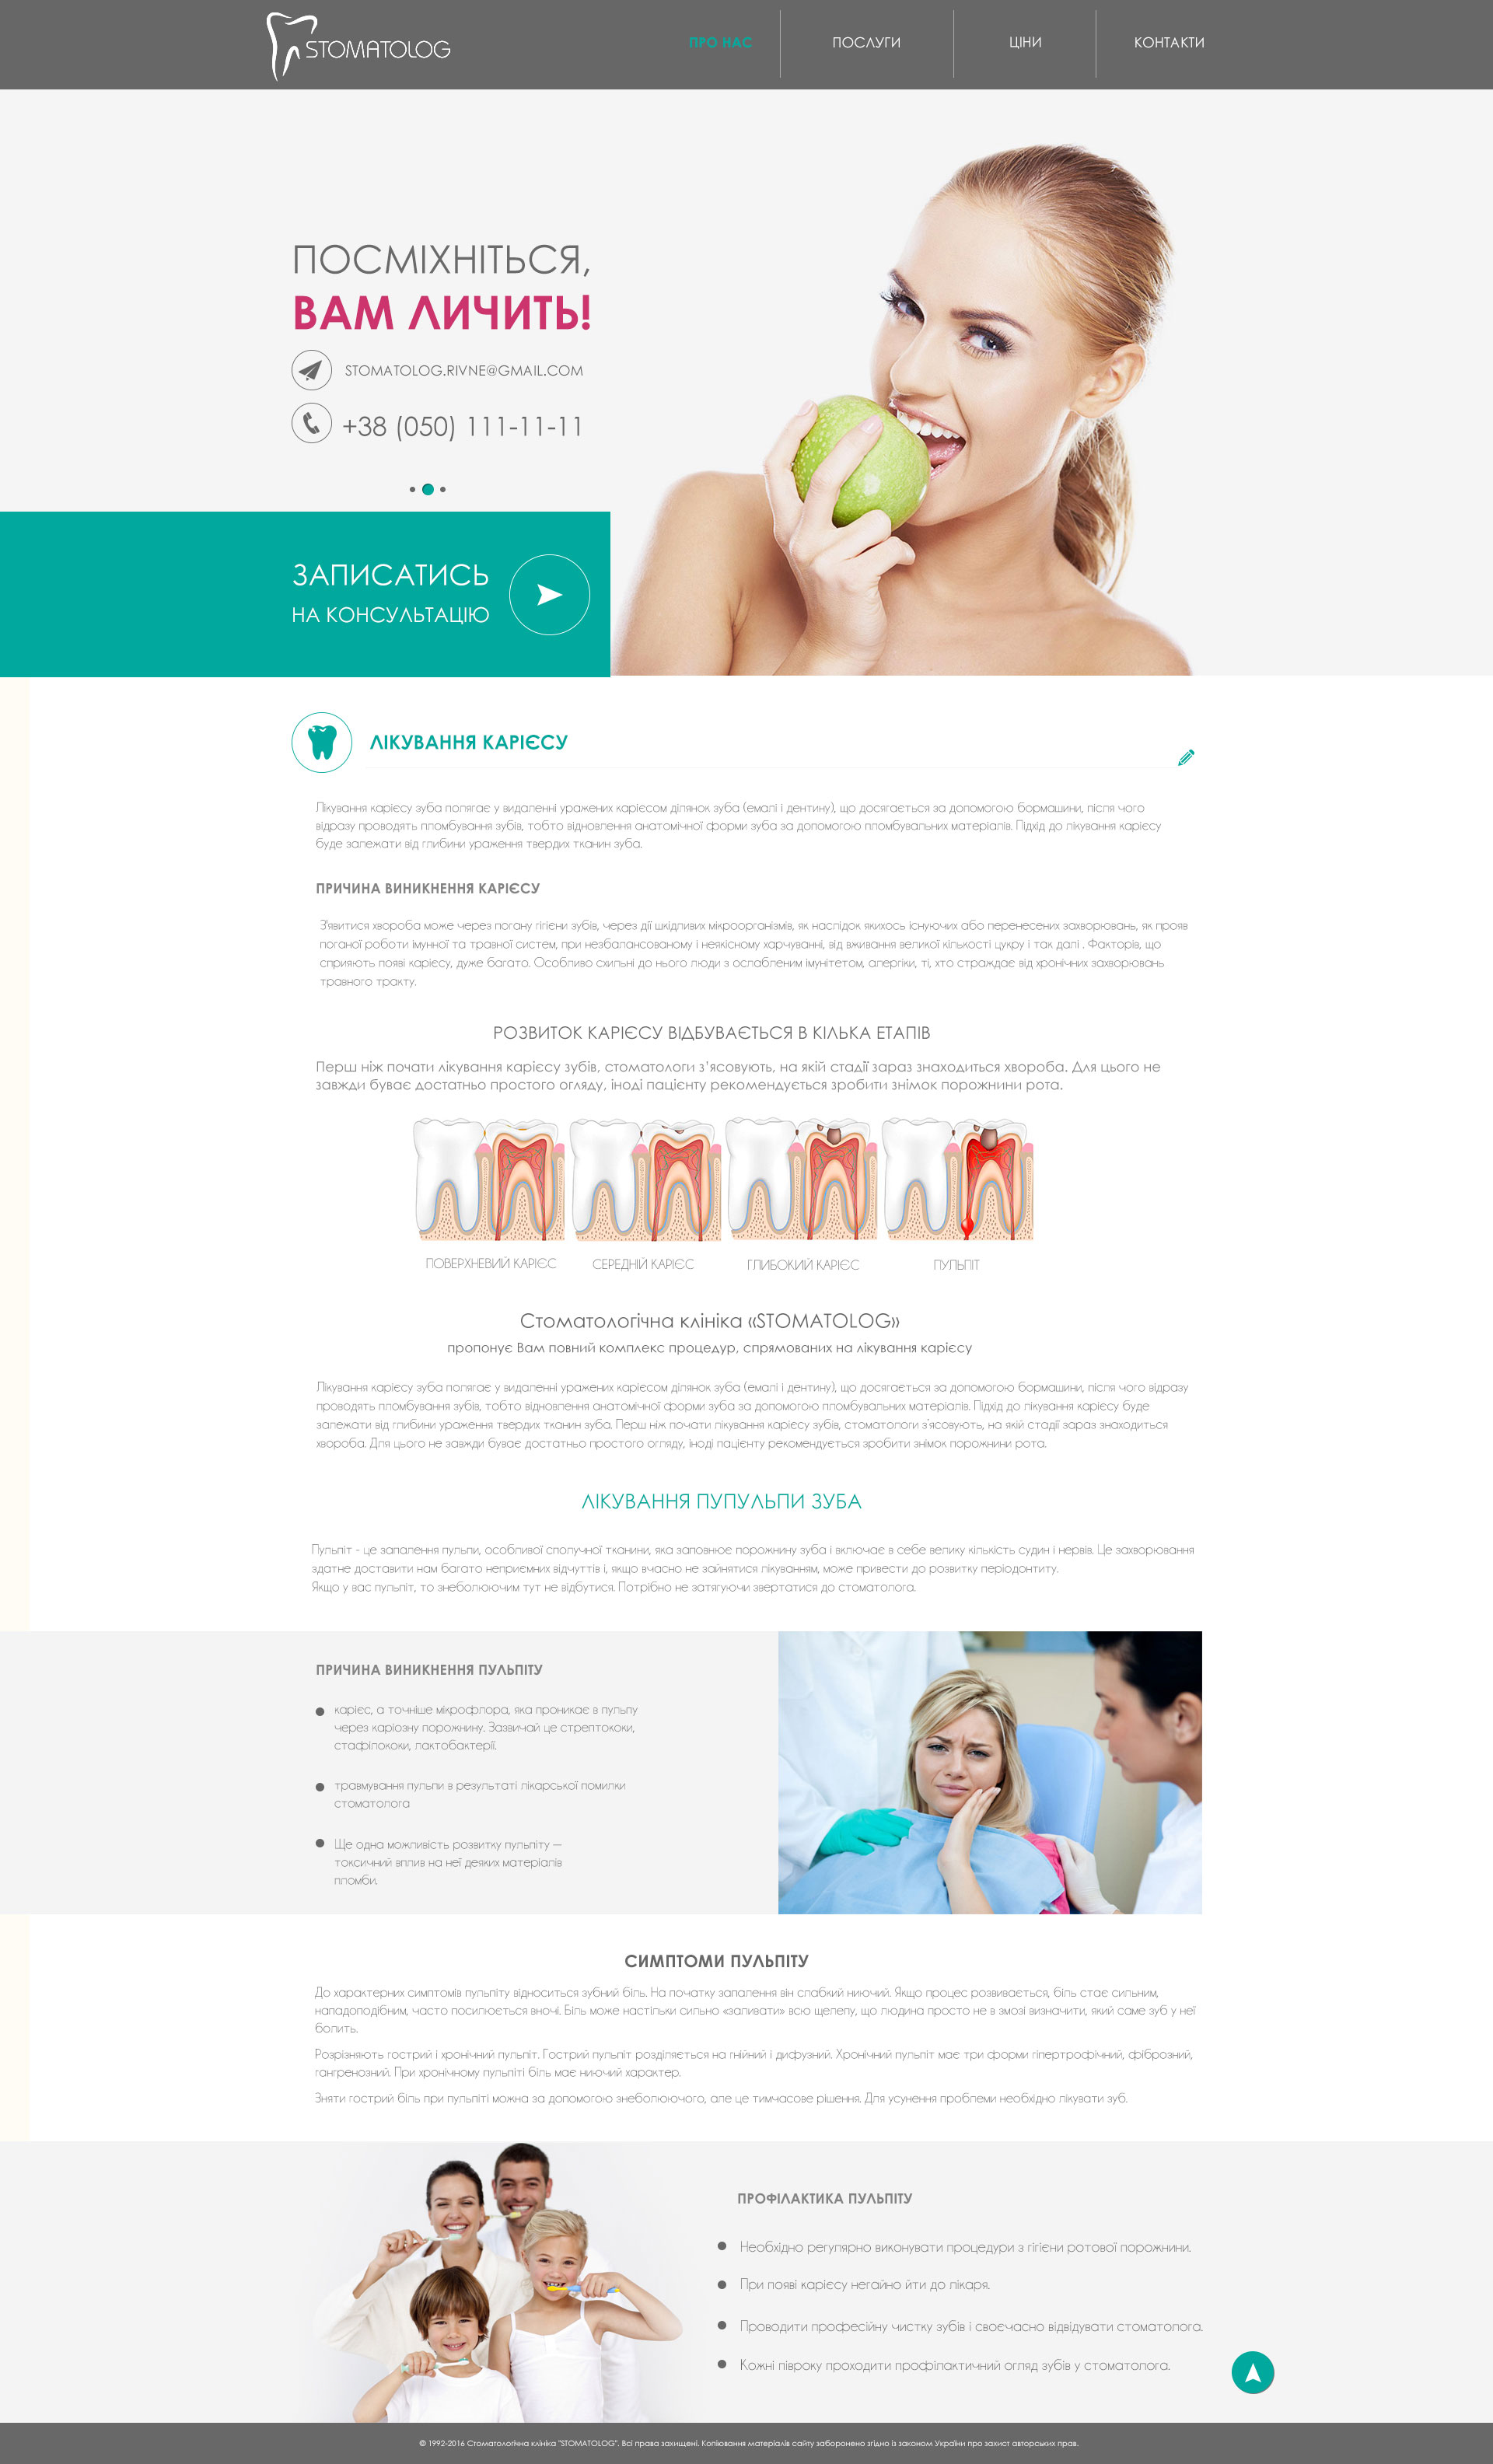 STOMATOLOG
ПРО НАС
ПОСЛУГИ
ЦІНИ
КОНТАКТИ
ПОСМІХНІТЬСЯ,
ВАМ ЛИЧИТЬ!
STOMATOLOG.RIVNE@GMAIL.COM
+38 (050) 111-11-11
ЗАПИСАТИСЬ
НА КОНСУЛЬТАЦІЮ
ЛІКУВАННЯ КАРІЄСУ
Лікування карієсу зуба полягає у видаленні уражених карієсом ділянок зуба (емалі і дентину), що досягається за допомогою бормашини, після чого
відразу проводять пломбування зубів, тобто відновлення анатомічної форми зуба за допомогою пломбувальних матеріалів. Підхід до лікування карієсу
буде залежати від глибини ураження твердих тканин зуба.
ПРИЧИНА ВИНИКНЕННЯ КАРІЄСУ
З'явитися хвороба може через погану гігієни зубів, через дії шкідливих мікроорганізмів, як наслідок якихось існуючих або перенесених захворювань, як прояв
поганої роботи імунної та травної систем, при незбалансованому і неякісному харчуванні, від вживання великої кількості цукру і так далі . Факторів, що
сприяють появі карієсу, дуже багато. Особливо схильні до нього люди з ослабленим імунітетом, алергіки, ті, хто страждає від хронічних захворювань
травного тракту.
РОЗВИТОК КАРІЄСУ ВІДБУВАЄТЬСЯ В КІЛЬКА ЕТАПІВ
Перш ніж почати лікування карієсу зубів, стоматологи з’ясовують, на якій стадії зараз знаходиться хвороба. Для цього не
завжди буває достатньо простого огляду, іноді пацієнту рекомендується зробити знімок порожнини рота.
ПОВЕРХНЕВИЙ КАРІЄС
СЕРЕДНІЙ КАРІЄС
ГЛИБОКИЙ КАРІЄС
ПУЛЬПІТ
Стоматологічна клініка «STOMATOLOG»
пропонує Вам повний комплекс процедур, спрямованих на лікування карієсу
Лікування карієсу зуба полягає у видаленні уражених карієсом ділянок зуба (емалі і дентину), що досягається за допомогою бормашини, після чого відразу
проводять пломбування зубів, тобто відновлення анатомічної форми зуба за допомогою пломбувальних матеріалів. Підхід до лікування карієсу буде
залежати від глибини ураження твердих тканин зуба. Перш ніж почати лікування карієсу зубів, стоматологи з'ясовують, на якій стадії зараз знаходиться
хвороба. Для цього не завжди буває достатньо простого огляду, іноді пацієнту рекомендується зробити знімок порожнини рота.
ЛІКУВАННЯ ПУПУЛЬПИ ЗУБА
Пульпіт - це запалення пульпи, особливої сполучної тканини, яка заповнює порожнину зуба і включає в себе велику кількість судин і нервів. Це захворювання
здатне доставити нам багато неприємних відчуттів і, якщо вчасно не зайнятися лікуванням, може привести до розвитку періодонтиту.
Якщо у вас пульпіт, то знеболюючим тут не відбутися. Потрібно не затягуючи звертатися до стоматолога.
ПРИЧИНА ВИНИКНЕННЯ ПУЛЬПІТУ
карієс, а точніше мікрофлора, яка проникає в пульпу
через каріозну порожнину. Зазвичай це стрептококи,
стафілококи, лактобактерії.
травмування пульпи в результаті лікарської помилки
стоматолога
Ще одна можливість розвитку пульпіту —
токсичний вплив на неї деяких матеріалів
пломби.
СИМПТОМИ ПУЛЬПІТУ
До характерних симптомів пульпіту відноситься зубний біль. На початку запалення він слабкий ниючий. Якщо процес розвивається, біль стає сильним,
нападоподібним, часто посилюється вночі. Біль може настільки сильно «заливати» всю щелепу, що людина просто не в змозі визначити, який саме зуб у неї
болить.
Розрізняють гострий і хронічний пульпіт. Гострий пульпіт розділяється на гнійний і дифузний. Хронічний пульпіт має три форми гіпертрофічний, фіброзний,
гангренозний. При хронічному пульпіті біль має ниючий характер.
Зняти гострий біль при пульпіті можна за допомогою знеболюючого, але це тимчасове рішення. Для усунення проблеми необхідно лікувати зуб.
ПРОФІЛАКТИКА ПУЛЬПІТУ
Необхідно регулярно виконувати процедури з гігієни ротової порожнини.
При появі карієсу негайно йти до лікаря.
Проводити професійну чистку зубів і своєчасно відвідувати стоматолога.
Кожні півроку проходити профілактичний огляд зубів у стоматолога.
© 1992-2016 Стоматологічна клініка "STOMATOLOG". Всі права захищені. Копіювання матеріалів сайту заборонено згідно із законом України про захист авторських прав.